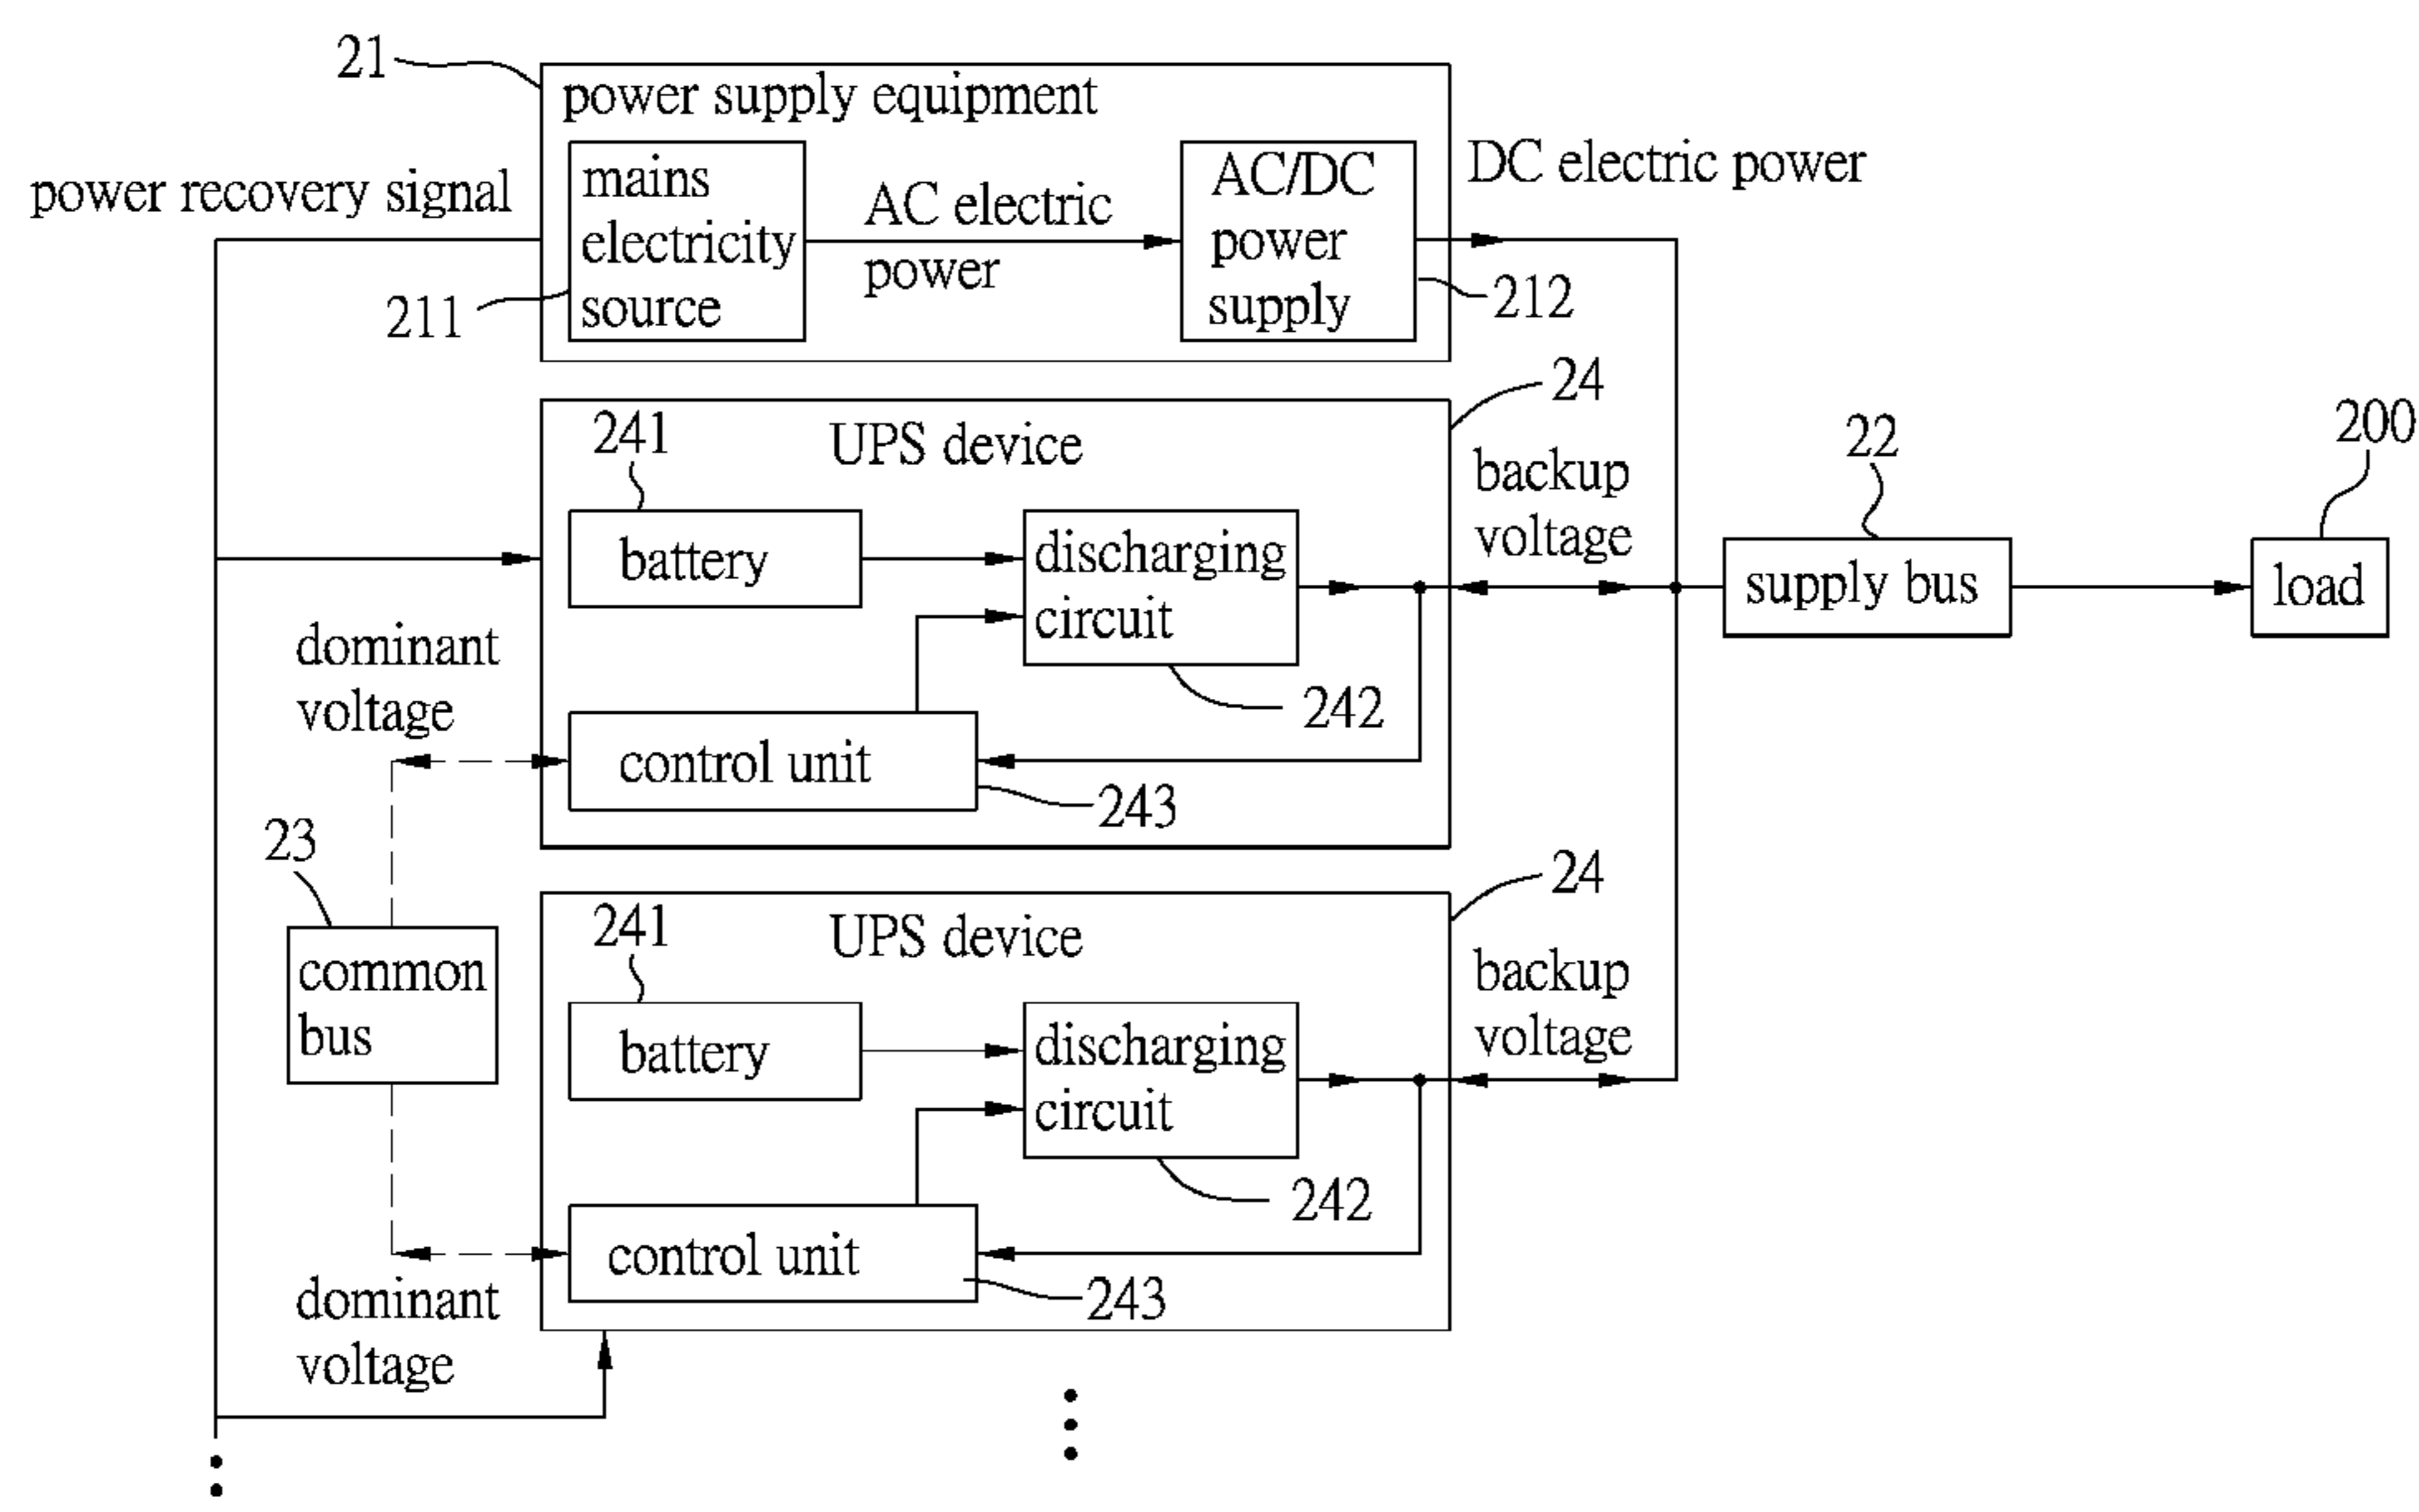 21
power supply equipment
power recovery signal
mains
electricity
source
211
AC electric
power
AC/DC
power
supply
212
DC electric power
24
241
UPS device
battery
discharging
circuit
242
backup
voltage
22
supply bus
200
load
dominant
voltage
control unit
243
23
common
bus
24
241
UPS device
battery
discharging
circuit
242
backup
voltage
control unit
243
dominant
voltage